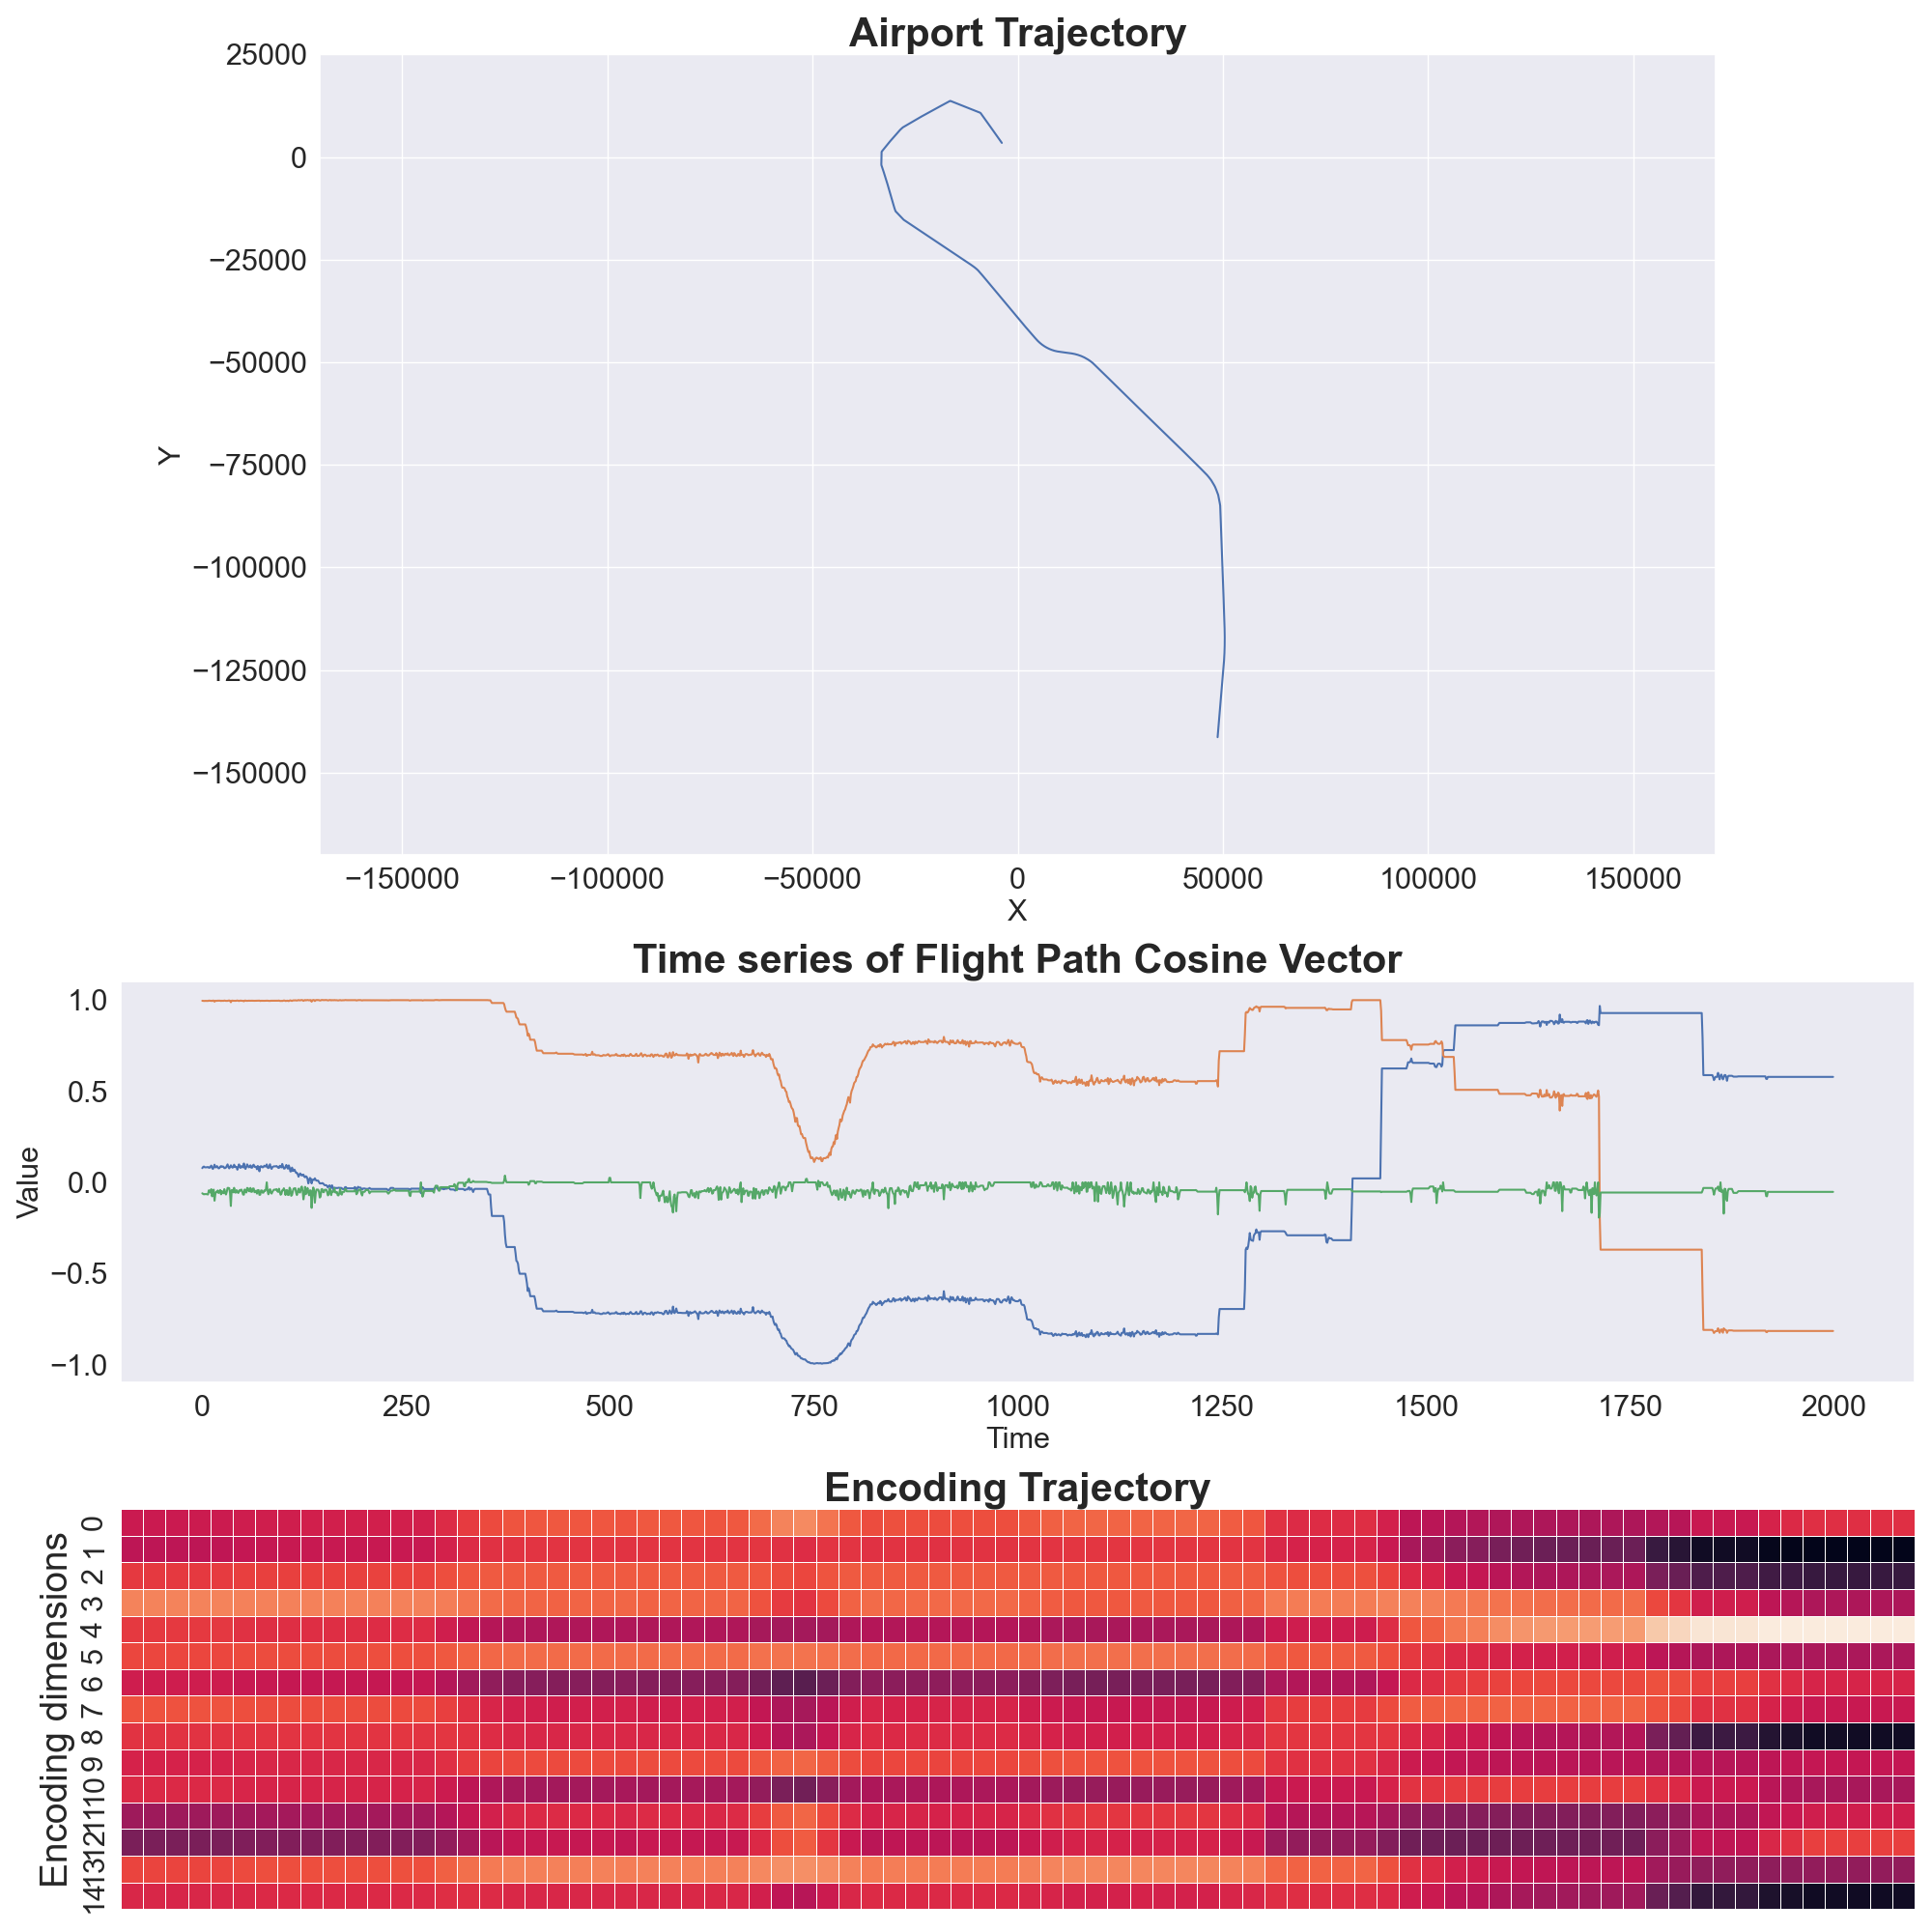 Airport Trajectory
25000
0
−25000
−50000
−75000
−100000
−125000
−150000
Y
−150000 −100000 −50000 0 50000 100000 150000
X
Time series of Flight Path Cosine Vector
1.0
0.5
0.0
−0.5
−1.0
Value
0 250 500 750 1000 1250 1500 1750 2000
Time
Encoding Trajectory
Encoding dimensions
0
1
2
3
4
5
6
7
8
9
10
11
12
13
14